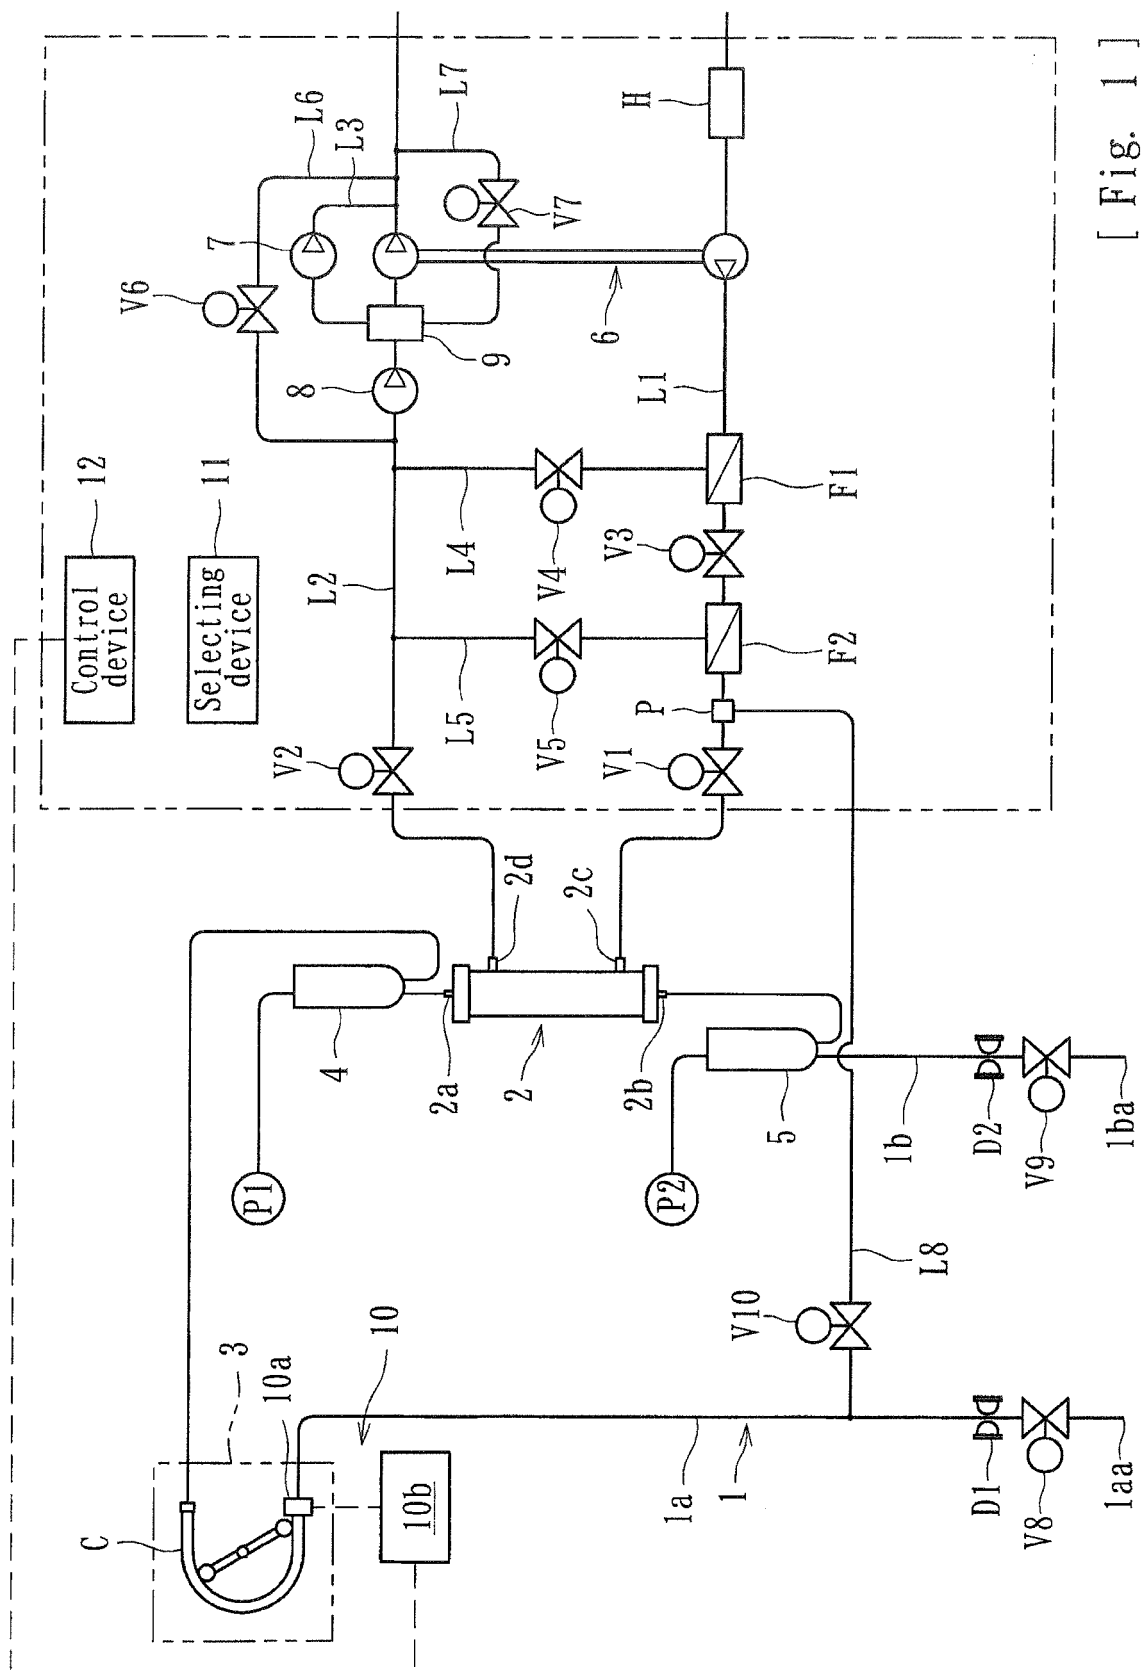 C
Control
device
12
V6
Selecting
device
11
7
3
10a
P1
V2
8
L6
L2
4
L3
10
10b
2a
L5
L4
L7
9
2
2d
V5
V4
V7
2c
6
V1
V3
2b
P
L1
H
P2
1a
1
V10
5
F2
F1
1b
L8
D1
D2
V8
V9
1aa
1ba
[Fig. 1]